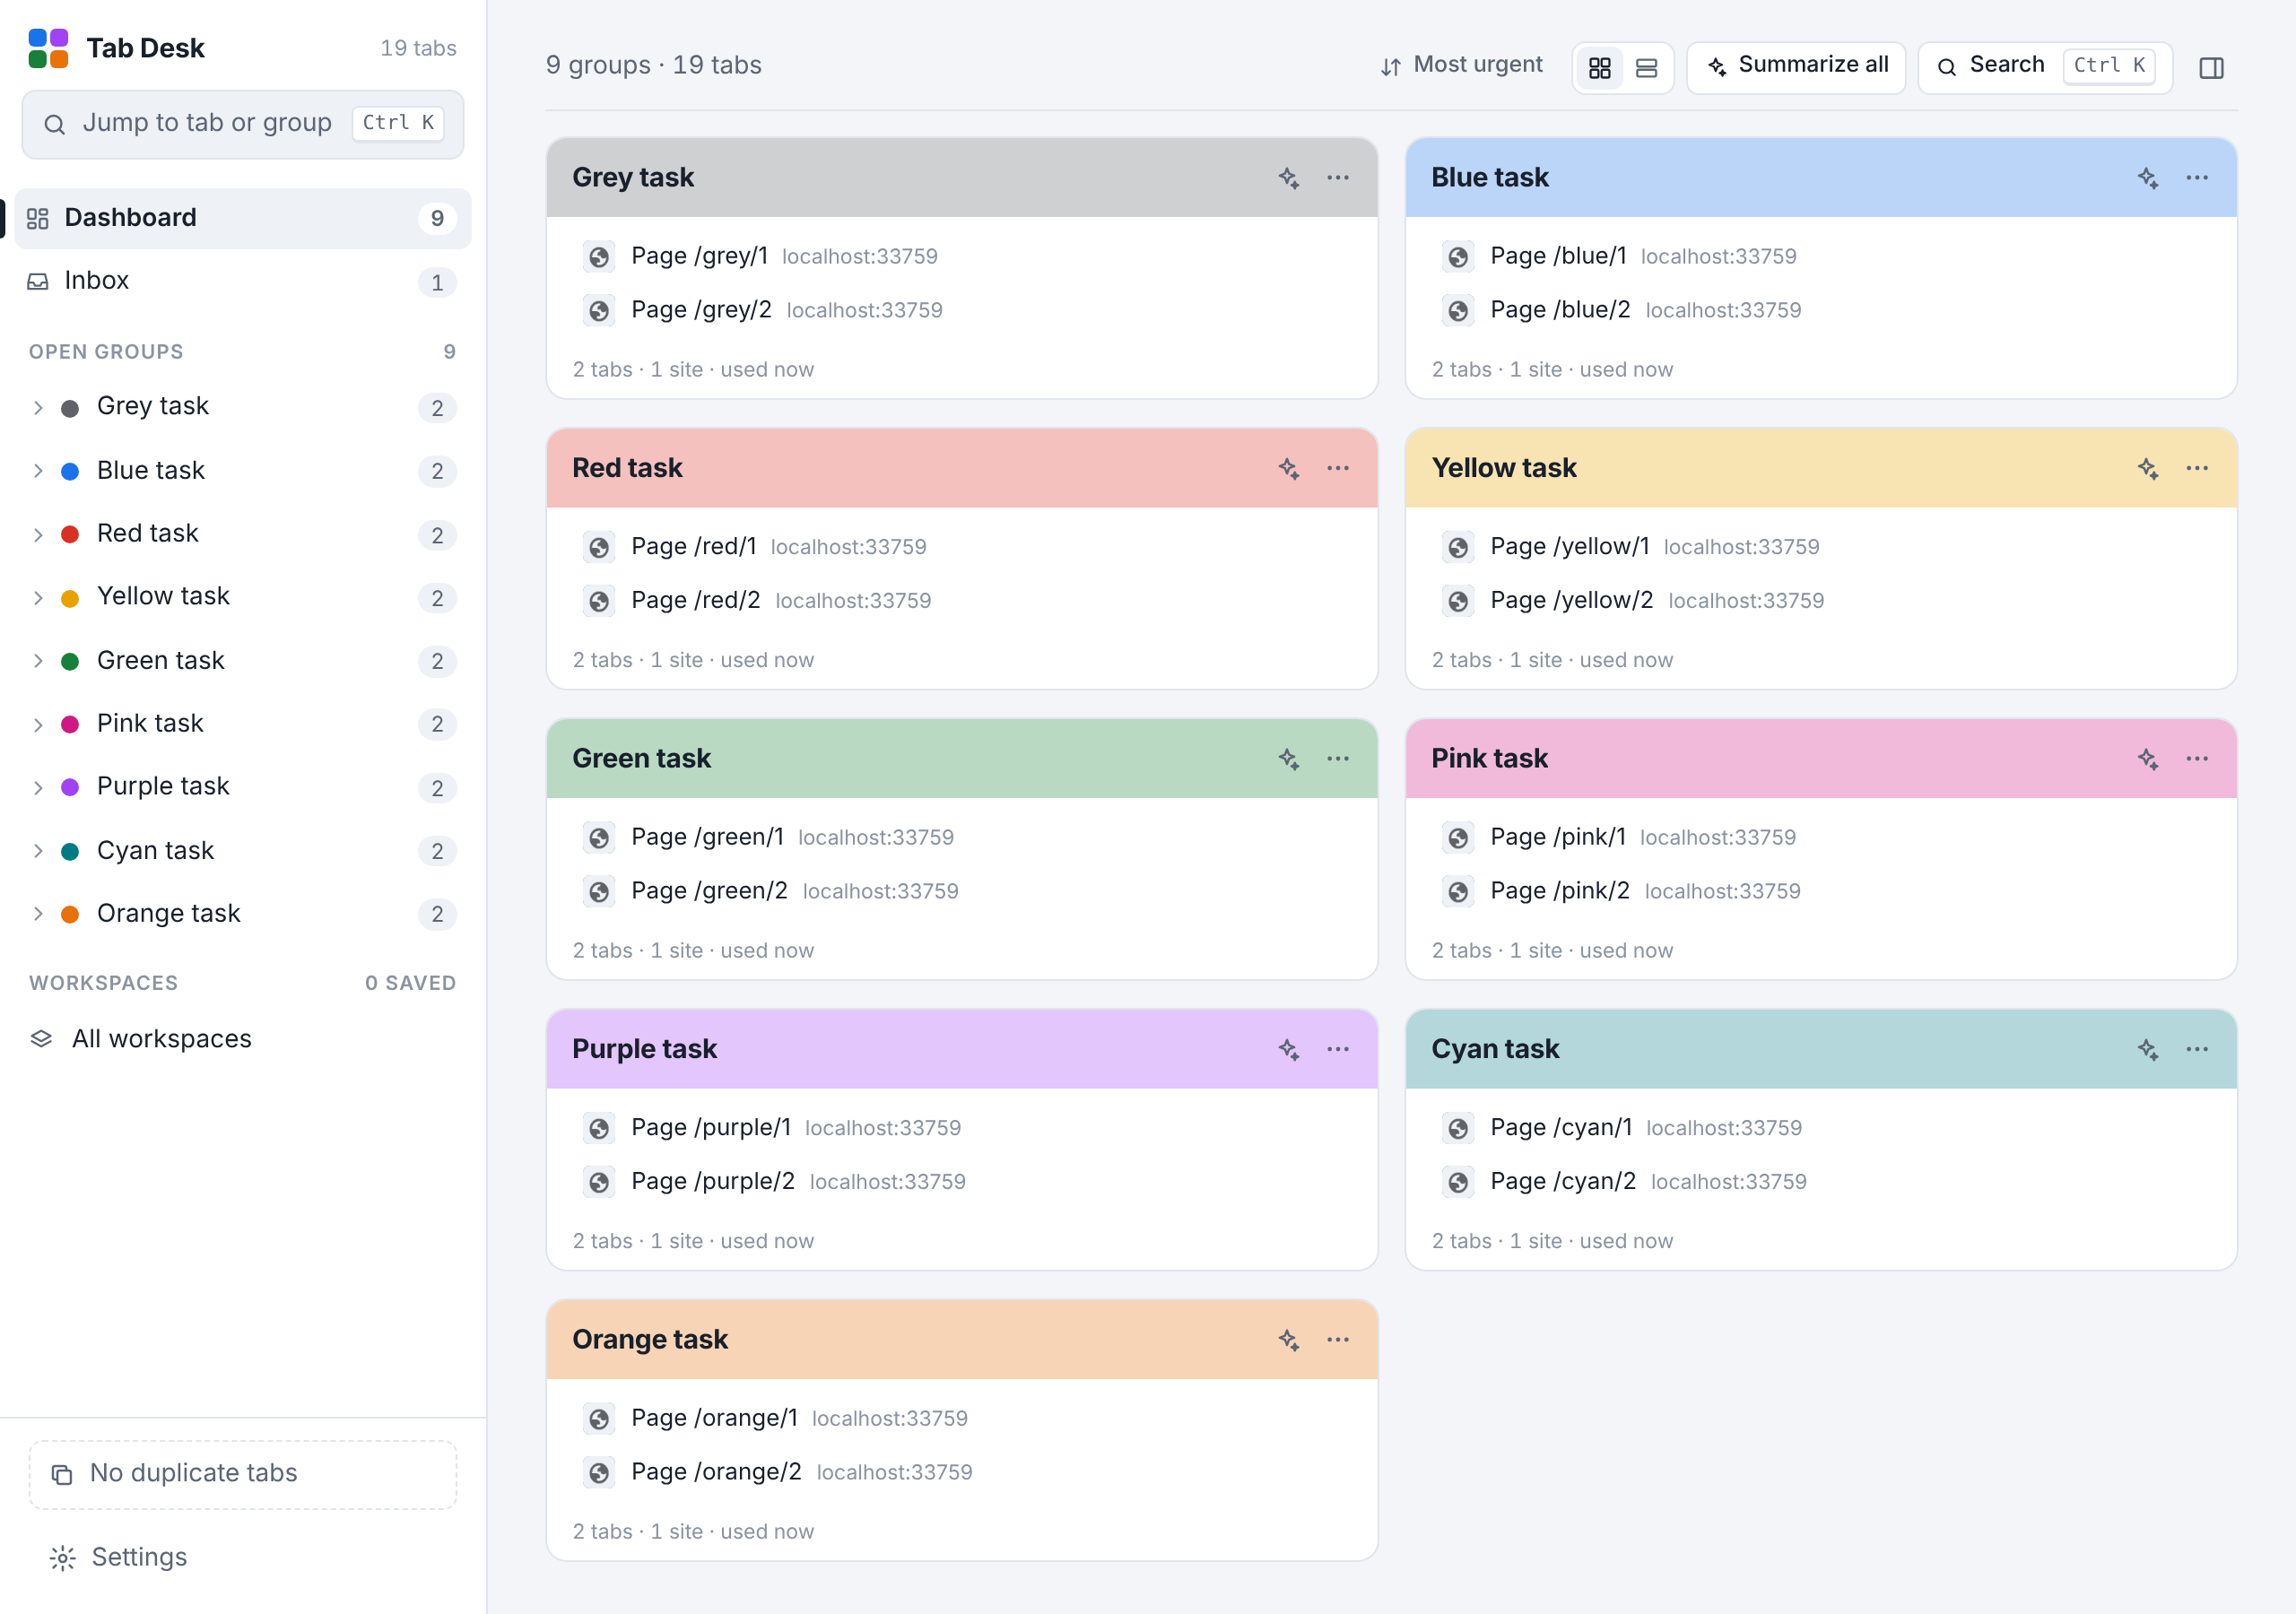 Tab Desk 19 tabs
Jump to tab or group Ctrl K
Dashboard 9
Inbox 1
OPEN GROUPS 9
Grey task 2
Blue task 2
Red task 2
Yellow task 2
Green task 2
Pink task 2
Purple task 2
Cyan task 2
Orange task 2
WORKSPACES 0 SAVED
All workspaces
No duplicate tabs
Settings
9 groups · 19 tabs Most urgent Summarize all Search Ctrl K
Grey task
Page /grey/1 localhost:33759
Page /grey/2 localhost:33759
2 tabs · 1 site · used now
Blue task
Page /blue/1 localhost:33759
Page /blue/2 localhost:33759
2 tabs · 1 site · used now
Red task
Page /red/1 localhost:33759
Page /red/2 localhost:33759
2 tabs · 1 site · used now
Yellow task
Page /yellow/1 localhost:33759
Page /yellow/2 localhost:33759
2 tabs · 1 site · used now
Green task
Page /green/1 localhost:33759
Page /green/2 localhost:33759
2 tabs · 1 site · used now
Pink task
Page /pink/1 localhost:33759
Page /pink/2 localhost:33759
2 tabs · 1 site · used now
Purple task
Page /purple/1 localhost:33759
Page /purple/2 localhost:33759
2 tabs · 1 site · used now
Cyan task
Page /cyan/1 localhost:33759
Page /cyan/2 localhost:33759
2 tabs · 1 site · used now
Orange task
Page /orange/1 localhost:33759
Page /orange/2 localhost:33759
2 tabs · 1 site · used now